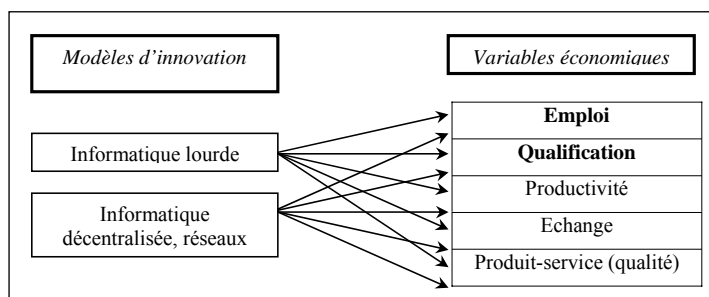 Modèles d'innovation
Variables économiques
Informatique lourde
Informatique
décentralisée, réseaux
Emploi
Qualification
Productivité
Echange
Produit-service (qualité)